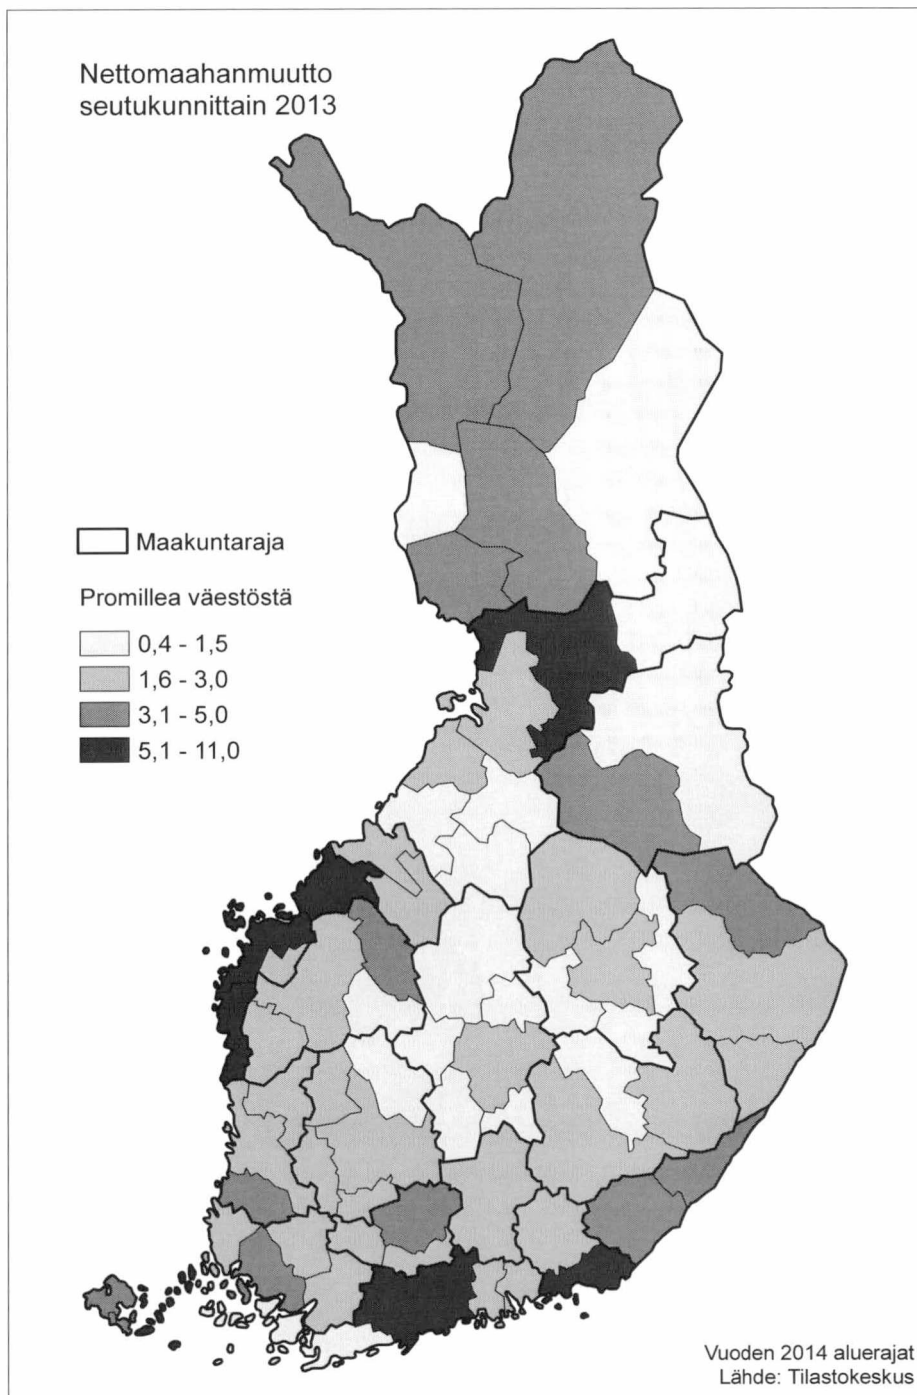 Nettomaahanmuutto
seutukunnittain 2013
Maakuntaraja
Promillea väestöstä
0,4 - 1,5
1,6 - 3,0
3,1 - 5,0
5,1 - 11,0
Vuoden 2014 aluerajat
Lähde: Tilastokeskus